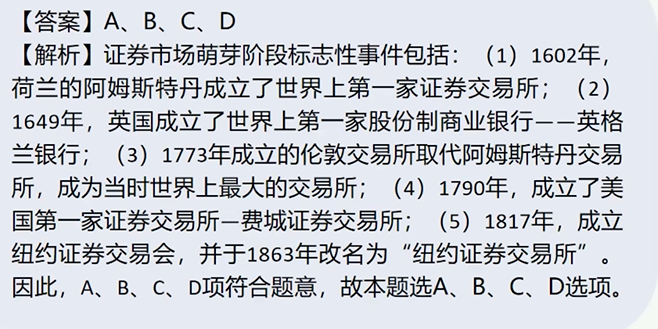 【答案】A、B、C、D
【解析】证券市场萌芽阶段标志性事件包括：（1）1602年，
荷兰的阿姆斯特丹成立了世界上第一家证券交易所；（2）
1649年，英国成立了世界上第一家股份制商业银行——英格
兰银行；（3）1773年成立的伦敦交易所取代阿姆斯特丹交易
所，成为当时世界上最大的交易所；（4）1790年，成立了美
国第一家证券交易所—费城证券交易所；（5）1817年，成立
纽约证券交易会，并于1863年改名为“纽约证券交易所”。
因此，A、B、C、D项符合题意，故本题选A、B、C、D选项。